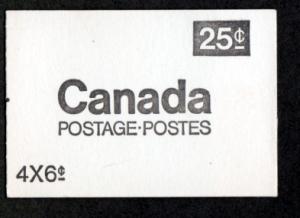 25¢
Canada
POSTAGE·POSTES
4X6¢